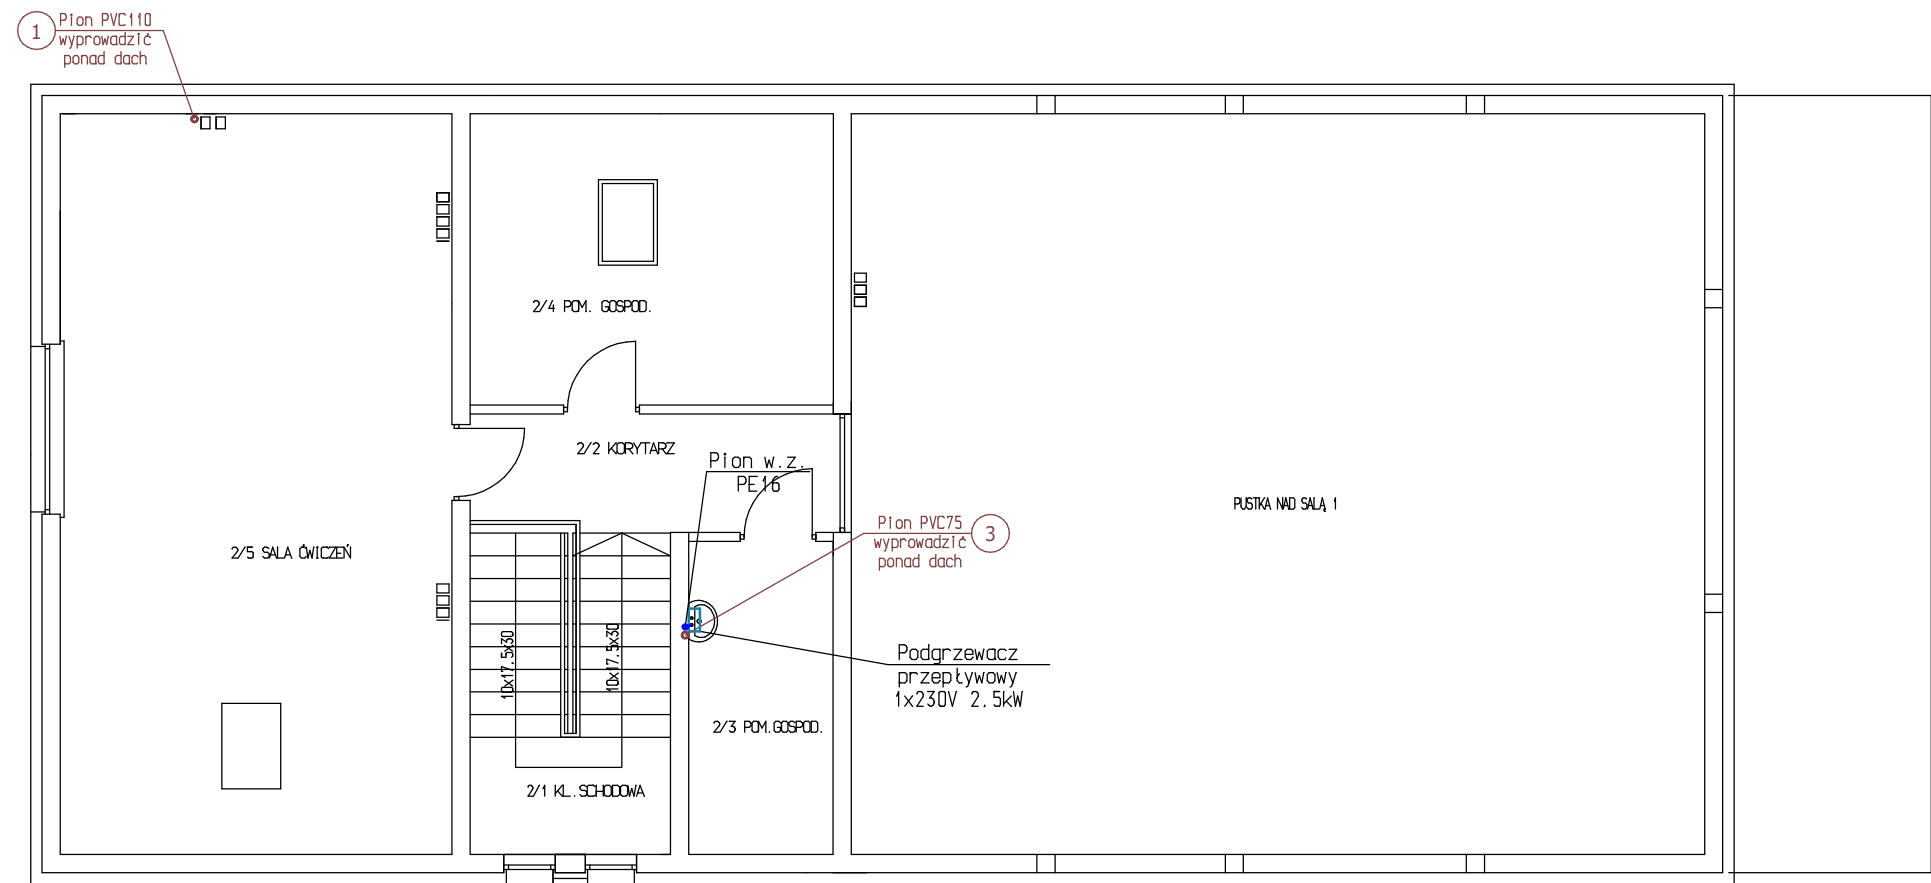 1
Pion PVC110
wyprowadzić
ponad dach
2/4 POM. GOSPOD.
2/2 KORYTARZ
Pion w.z.
PE16
PUSTKA NAD SALĄ 1
Pion PVC75
wyprowadzić
ponad dach
3
2/5 SALA ĆWICZEŃ
10x17.5x30
10x17.5x30
Podgrzewacz
przepływowy
1x230V 2,5kW
2/3 POM.GOSPOD.
2/1 KL.SCHODOWA